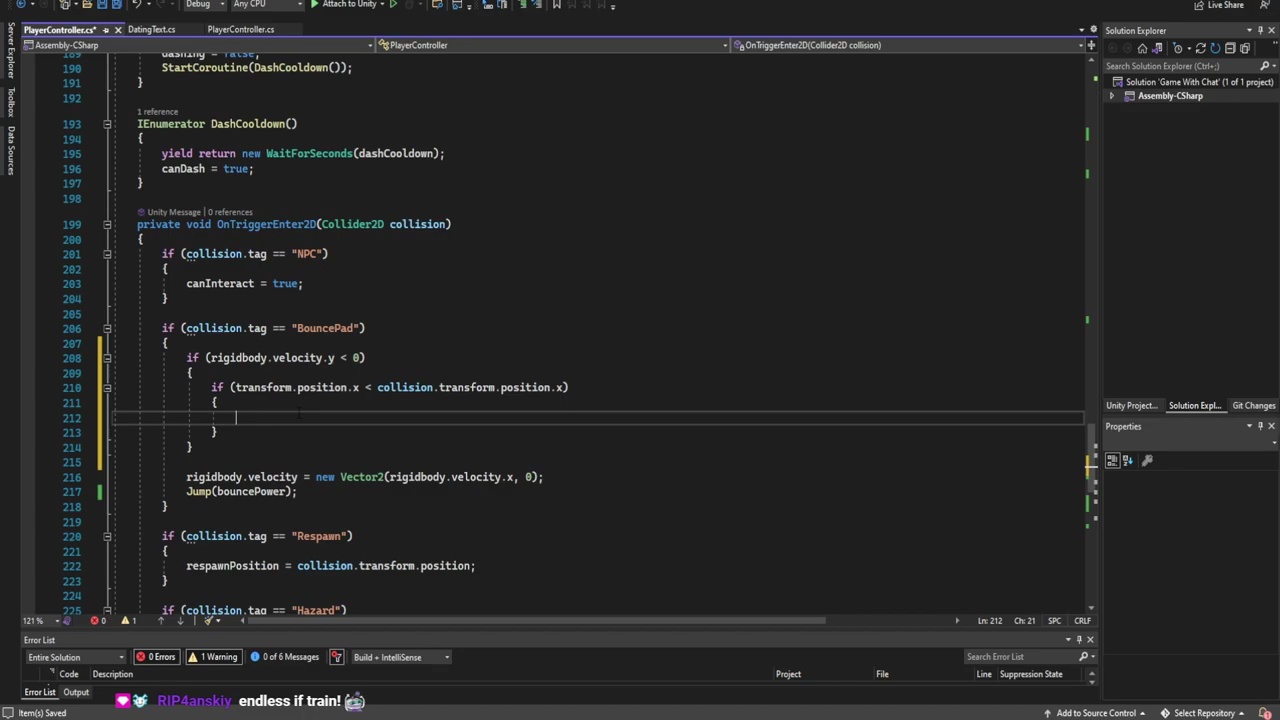 Debug Any CPU Attach to Unity Live Share
PlayerController.cs* DatingText.cs PlayerController.cs
Assembly-CSharp PlayerController OnTriggerEnter2D(Collider2D collision)
Server Explorer
Toolbox
Data Sources
189 dashing = false;
190 StartCoroutine(DashCooldown());
191 }
192
1 reference
193 IEnumerator DashCooldown()
194 {
195 yield return new WaitForSeconds(dashCooldown);
196 canDash = true;
197 }
198
Unity Message | 0 references
199 private void OnTriggerEnter2D(Collider2D collision)
200 {
201 if (collision.tag == "NPC")
202 {
203 canInteract = true;
204 }
205
206 if (collision.tag == "BouncePad")
207 {
208 if (rigidbody.velocity.y < 0)
209 {
210 if (transform.position.x < collision.transform.position.x)
211 {
212
213 }
214 }
215
216 rigidbody.velocity = new Vector2(rigidbody.velocity.x, 0);
217 Jump(bouncePower);
218 }
219
220 if (collision.tag == "Respawn")
221 {
222 respawnPosition = collision.transform.position;
223 }
224
225 if (collision.tag == "Hazard")
121 % 0 1 Ln: 212 Ch: 21 SPC CRLF
Error List
Entire Solution 0 Errors 1 Warning 0 of 6 Messages Build + IntelliSense Search Error List
Code Description Project File Line Suppression State
Error List Output
RIP4anskiy endless if train!
Item(s) Saved
Solution Explorer
Search Solution Explorer
Solution 'Game With Chat' (1 of 1 project)
Assembly-CSharp
Unity Project... Solution Expl... Git Changes
Properties
Add to Source Control Select Repository